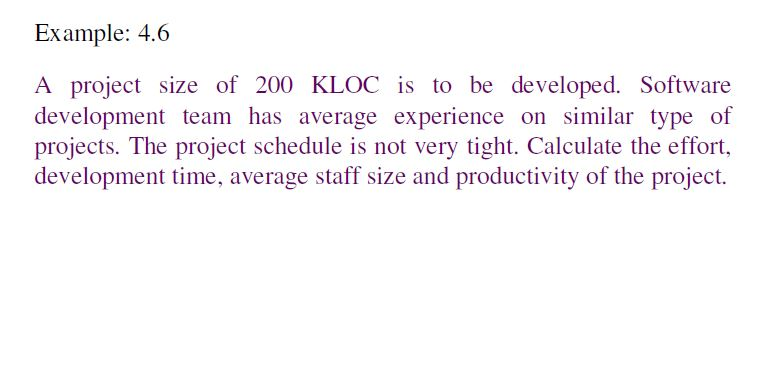 Example: 4.6
A project size of 200 KLOC is to be developed. Software
development team has average experience on similar type of
projects. The project schedule is not very tight. Calculate the effort,
development time, average staff size and productivity of the project.